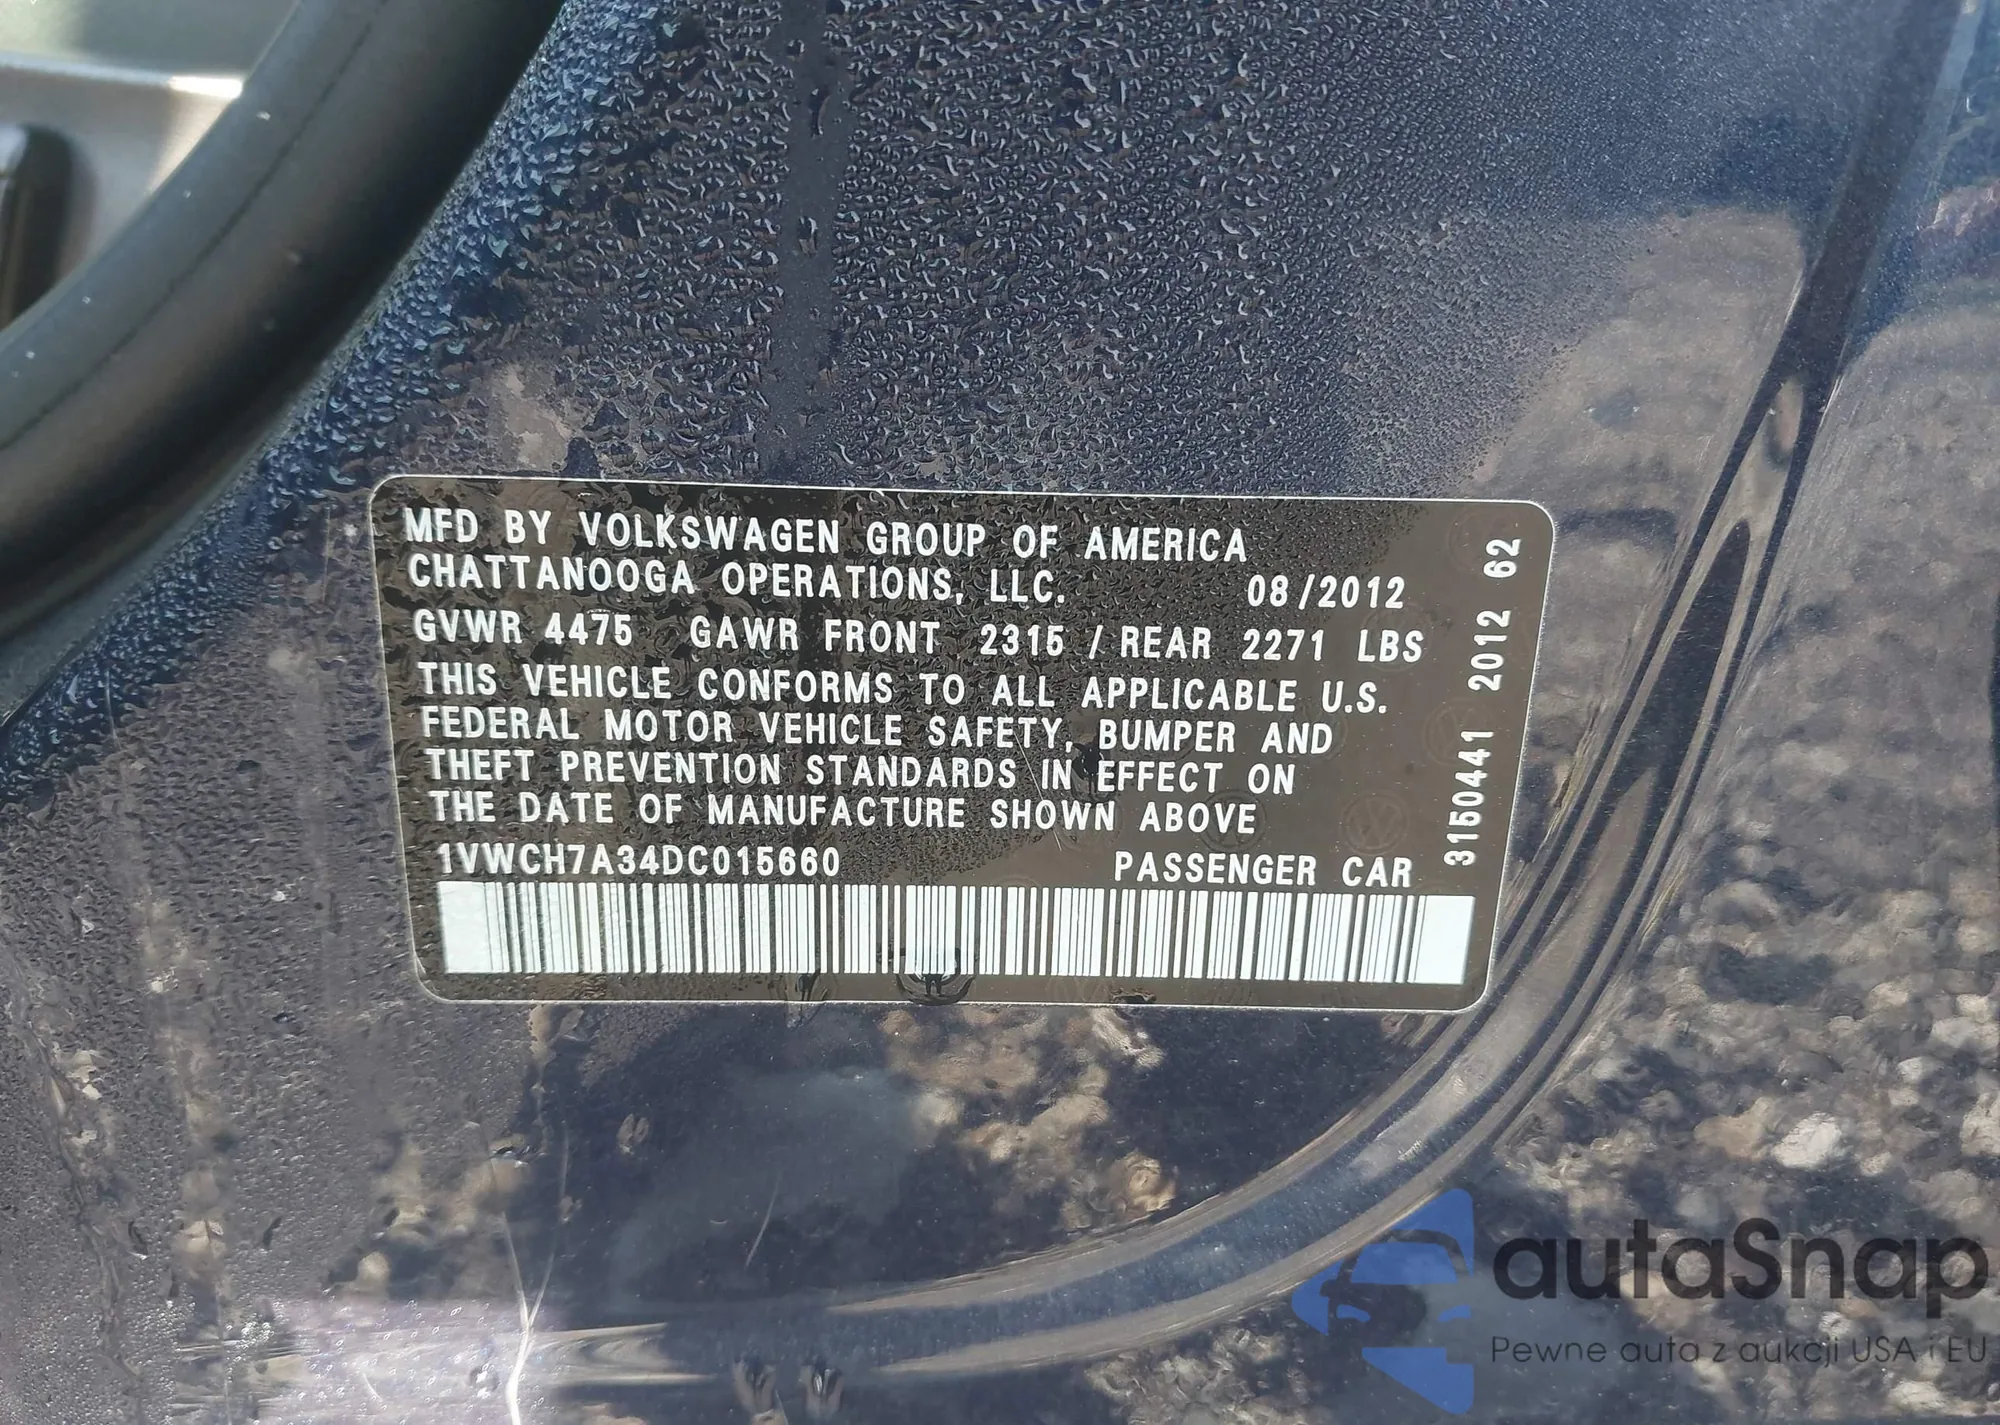 MFD BY VOLKSWAGEN GROUP OF AMERICA
CHATTANOOGA OPERATIONS, LLC. 08/2012
GVWR 4475 GAWR FRONT 2315 / REAR 2271 LBS
THIS VEHICLE CONFORMS TO ALL APPLICABLE U.S.
FEDERAL MOTOR VEHICLE SAFETY, BUMPER AND
THEFT PREVENTION STANDARDS IN EFFECT ON
THE DATE OF MANUFACTURE SHOWN ABOVE
1VWCH7A34DC015660 PASSENGER CAR
3150441 2012 62
autaSnap
Pewne auta z aukcji USA i EU